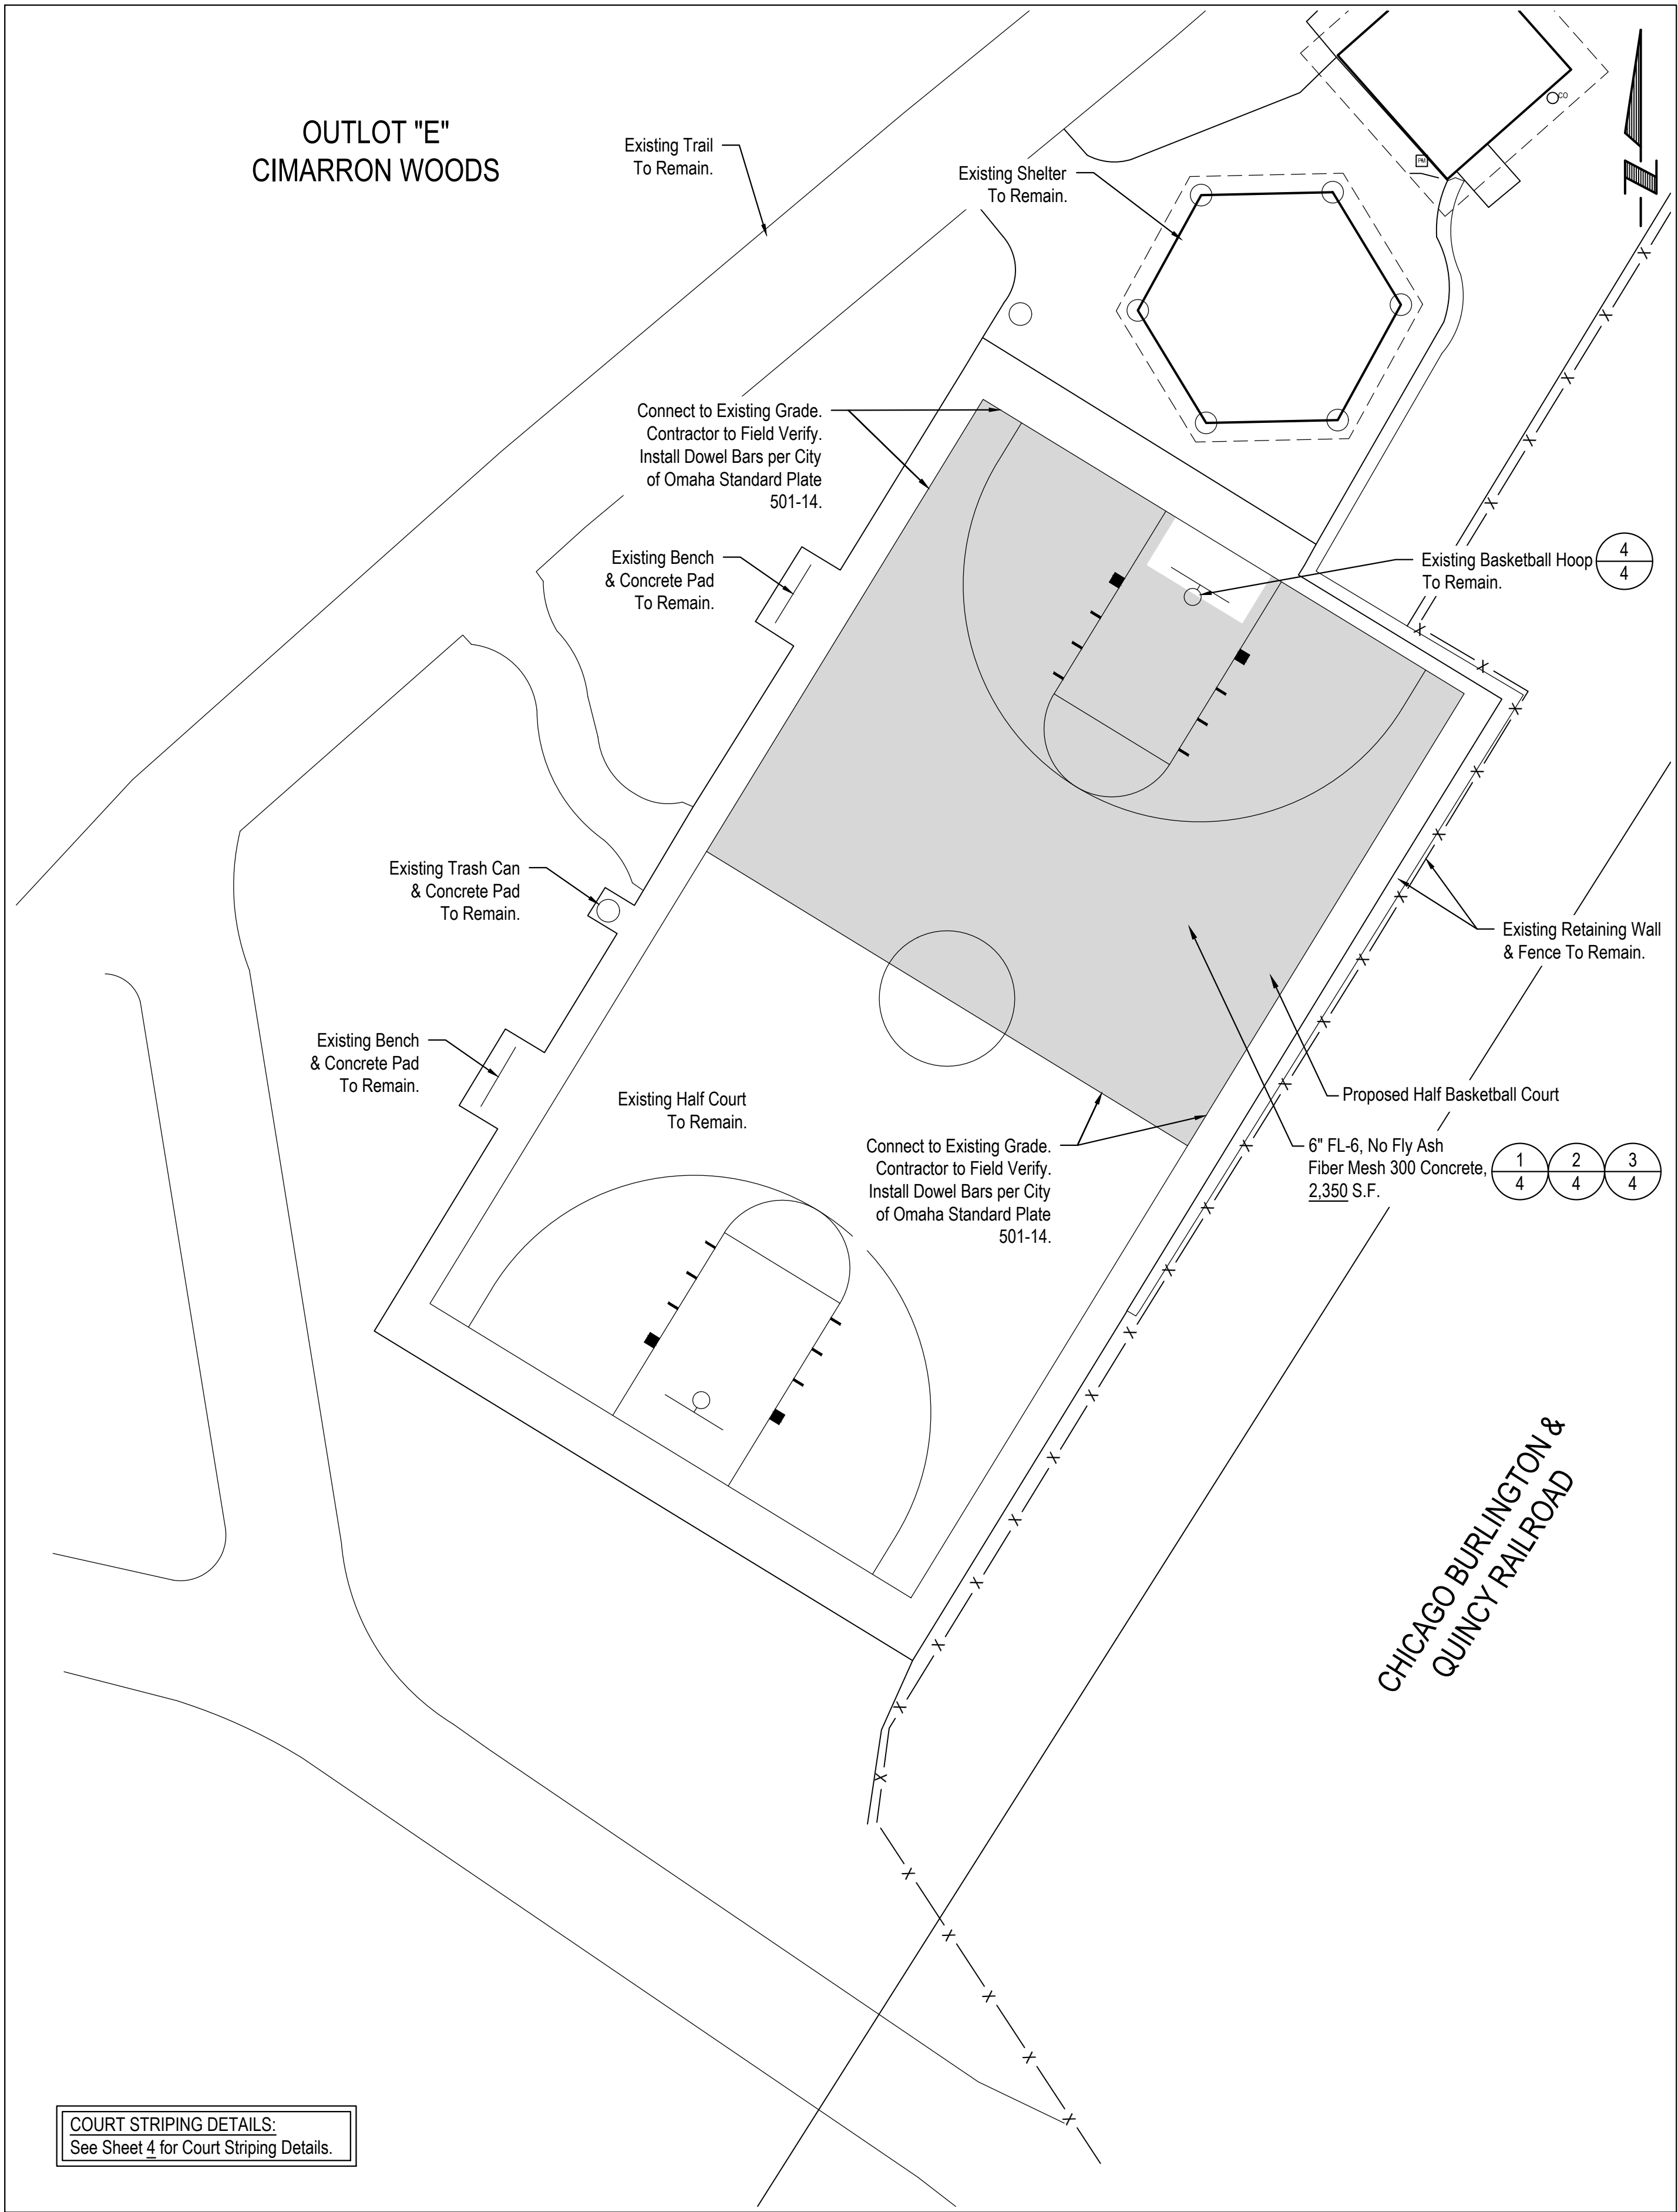 OUTLOT "E"
CIMARRON WOODS
Existing Trail
To Remain.
Existing Shelter
To Remain.
CO
PM
N
Connect to Existing Grade.
Contractor to Field Verify.
Install Dowel Bars per City
of Omaha Standard Plate
501-14.
Existing Bench
& Concrete Pad
To Remain.
Existing Basketball Hoop
To Remain.
4
4
Existing Trash Can
& Concrete Pad
To Remain.
Existing Retaining Wall
& Fence To Remain.
Existing Bench
& Concrete Pad
To Remain.
Existing Half Court
To Remain.
Proposed Half Basketball Court
Connect to Existing Grade.
Contractor to Field Verify.
Install Dowel Bars per City
of Omaha Standard Plate
501-14.
6" FL-6, No Fly Ash
Fiber Mesh 300 Concrete,
2,350 S.F.
1 2 3
4 4 4
CHICAGO BURLINGTON &
QUINCY RAILROAD
COURT STRIPING DETAILS:
See Sheet 4 for Court Striping Details.